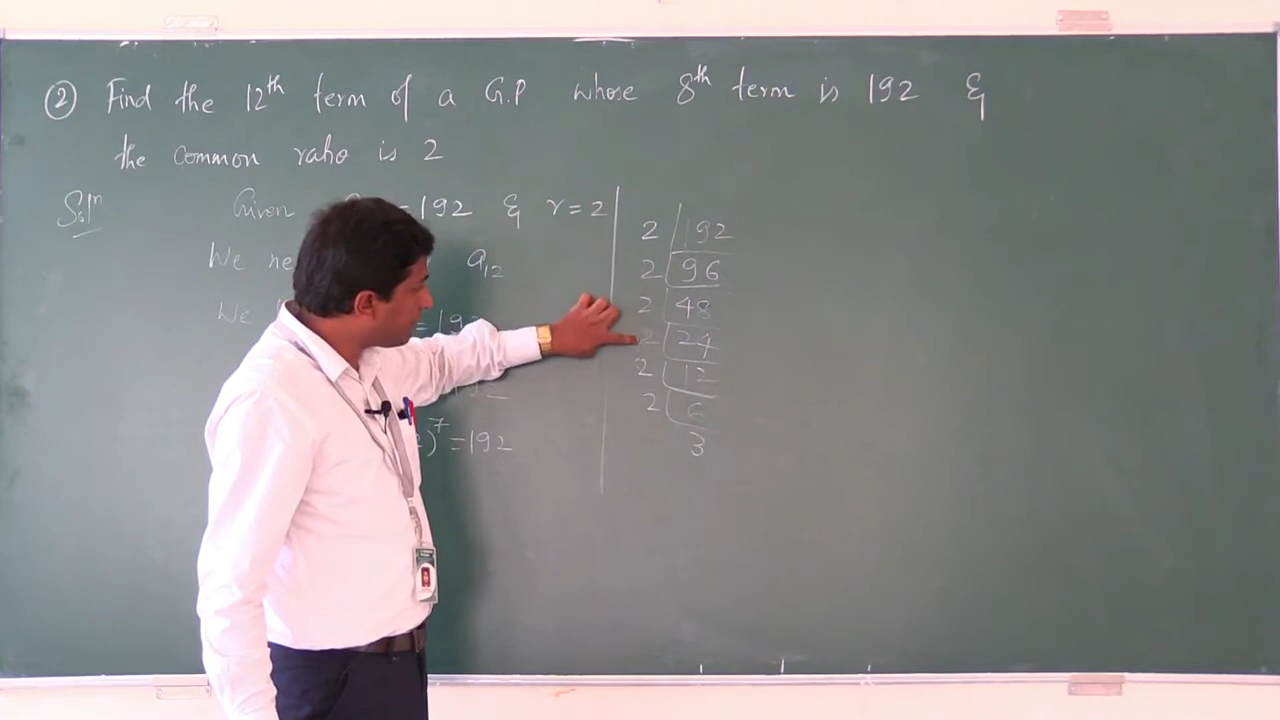 ② Find the 12th term of a G.P whose 8th term is 192 &
the common ratio is 2
Solⁿ Given =192 & r=2
We a₁₂
We =192
192
)⁷=192
2 192
2 96
2 48
2 24
2 12
2 6
3